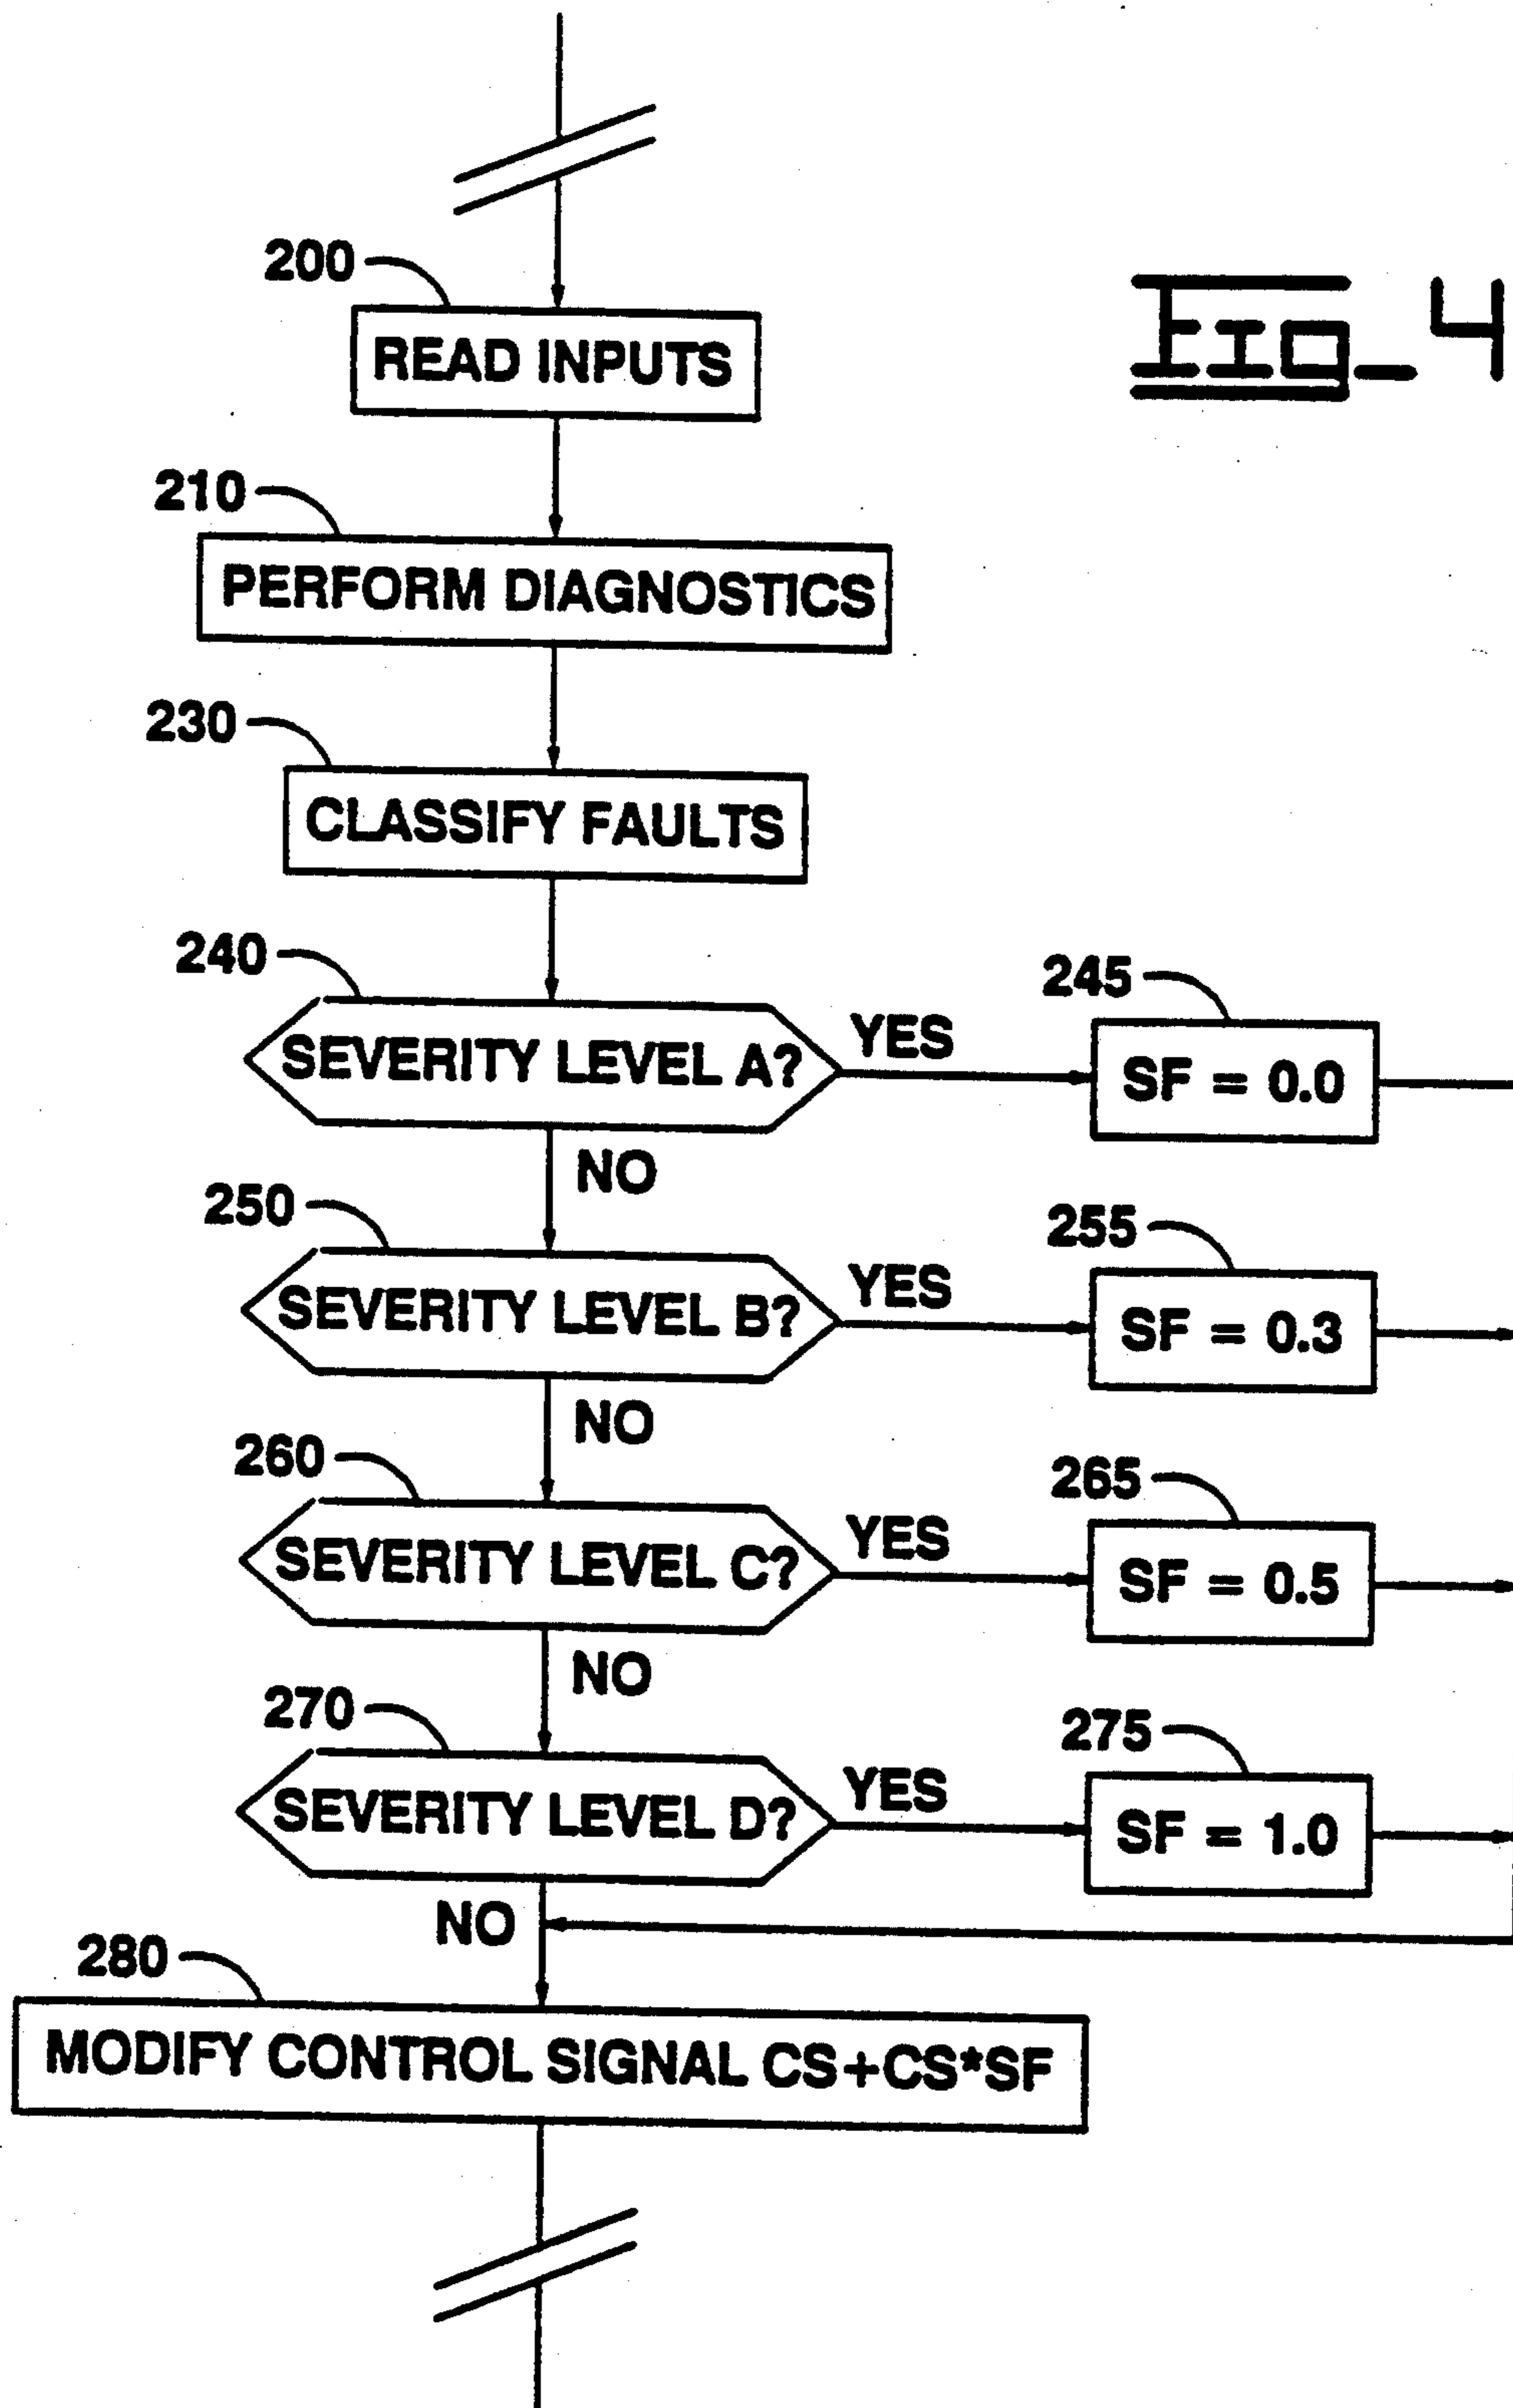 200
FIG_4
READ INPUTS
210
PERFORM DIAGNOSTICS
230
CLASSIFY FAULTS
240
245
SEVERITY LEVEL A?
YES
SF = 0.0
NO
250
255
SEVERITY LEVEL B?
YES
SF = 0.3
NO
260
265
SEVERITY LEVEL C?
YES
SF = 0.5
NO
270
275
SEVERITY LEVEL D?
YES
SF = 1.0
NO
280
MODIFY CONTROL SIGNAL CS+CS*SF